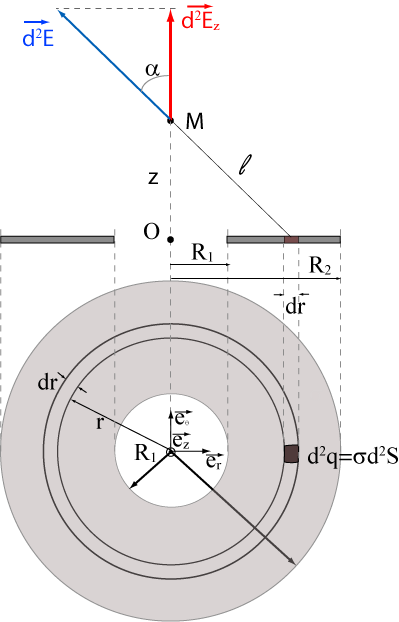 d²E
d²E_z
α
M
z
ℓ
O
R₁
R₂
dr
dr
r
e_θ
e_z
e_r
R₁
d²q=σd²S